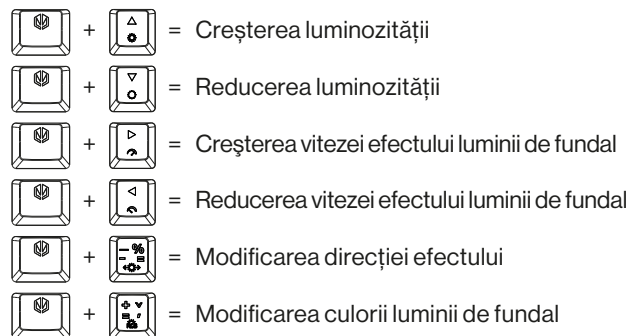 + = Creșterea luminozității
+ = Reducerea luminozității
+ = Creşterea vitezei efectului luminii de fundal
+ = Reducerea vitezei efectului luminii de fundal
+ = Modificarea direcției efectului
+ = Modificarea culorii luminii de fundal